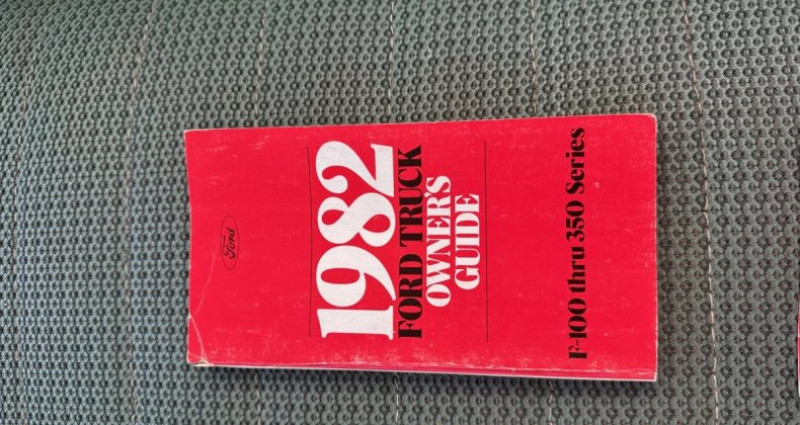 Ford
1982
FORD TRUCK
OWNER'S
GUIDE
F-100 thru 350 Series